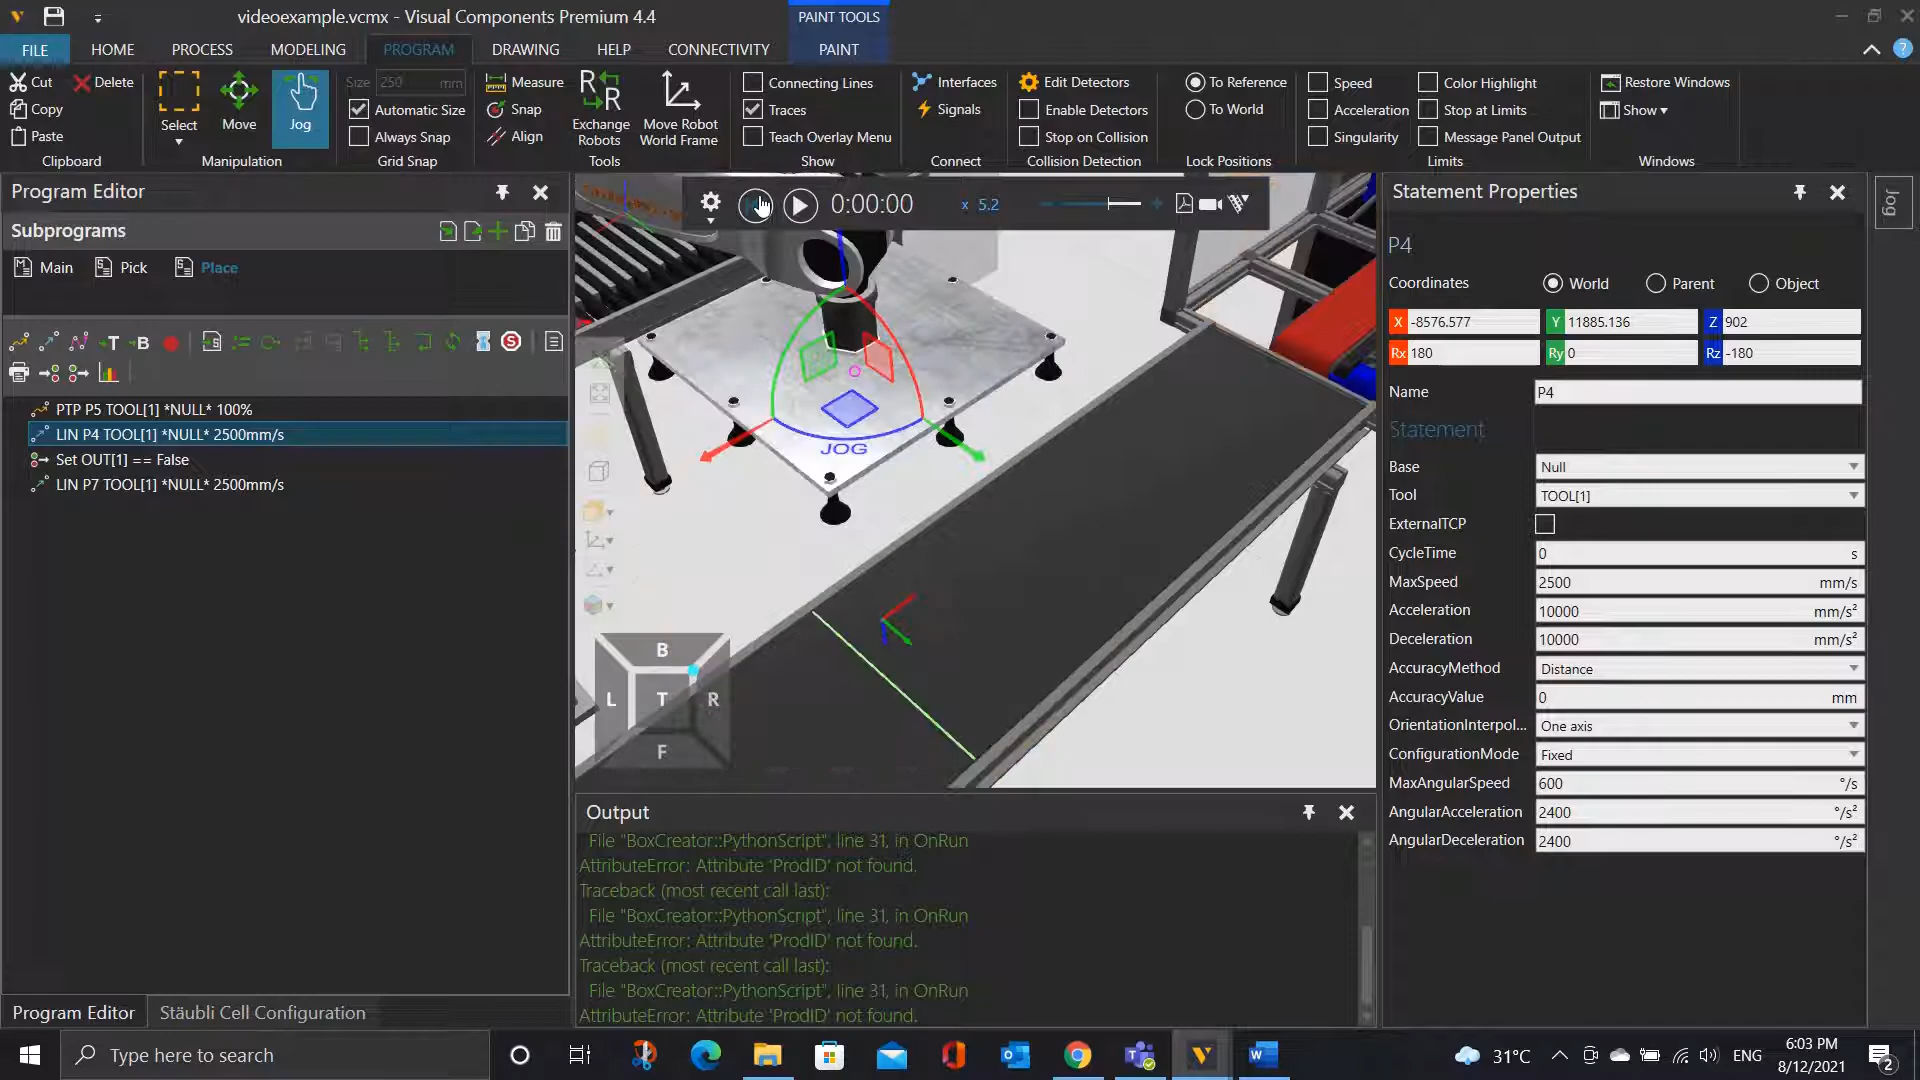 videoexample.vcmx - Visual Components Premium 4.4
PAINT TOOLS
FILE
HOME
PROCESS
MODELING
PROGRAM
DRAWING
HELP
CONNECTIVITY
PAINT
Cut
Delete
Copy
Paste
Clipboard
Select
Move
Jog
Manipulation
Size 250 mm
Automatic Size
Always Snap
Grid Snap
Measure
Snap
Align
Exchange
Robots
Move Robot
World Frame
Tools
Connecting Lines
Traces
Teach Overlay Menu
Show
Interfaces
Signals
Connect
Edit Detectors
Enable Detectors
Stop on Collision
Collision Detection
To Reference
To World
Lock Positions
Speed
Acceleration
Singularity
Color Highlight
Stop at Limits
Message Panel Output
Limits
Restore Windows
Show
Windows
Program Editor
Subprograms
Main
Pick
Place
PTP P5 TOOL[1] *NULL* 100%
LIN P4 TOOL[1] *NULL* 2500mm/s
Set OUT[1] == False
LIN P7 TOOL[1] *NULL* 2500mm/s
Program Editor
Stäubli Cell Configuration
0:00:00
x 5.2
JOG
B
L
T
R
F
Output
File "BoxCreator::PythonScript", line 31, in OnRun
AttributeError: Attribute 'ProdID' not found.
Traceback (most recent call last):
File "BoxCreator::PythonScript", line 31, in OnRun
AttributeError: Attribute 'ProdID' not found.
Traceback (most recent call last):
File "BoxCreator::PythonScript", line 31, in OnRun
AttributeError: Attribute 'ProdID' not found.
Statement Properties
Jog
P4
Coordinates
World
Parent
Object
X -8576.577
Y 11885.136
Z 902
Rx 180
Ry 0
Rz -180
Name P4
Statement
Base Null
Tool TOOL[1]
ExternalTCP
CycleTime 0 s
MaxSpeed 2500 mm/s
Acceleration 10000 mm/s²
Deceleration 10000 mm/s²
AccuracyMethod Distance
AccuracyValue 0 mm
OrientationInterpol... One axis
ConfigurationMode Fixed
MaxAngularSpeed 600 °/s
AngularAcceleration 2400 °/s²
AngularDeceleration 2400 °/s²
Type here to search
31°C
ENG
6:03 PM
8/12/2021
2